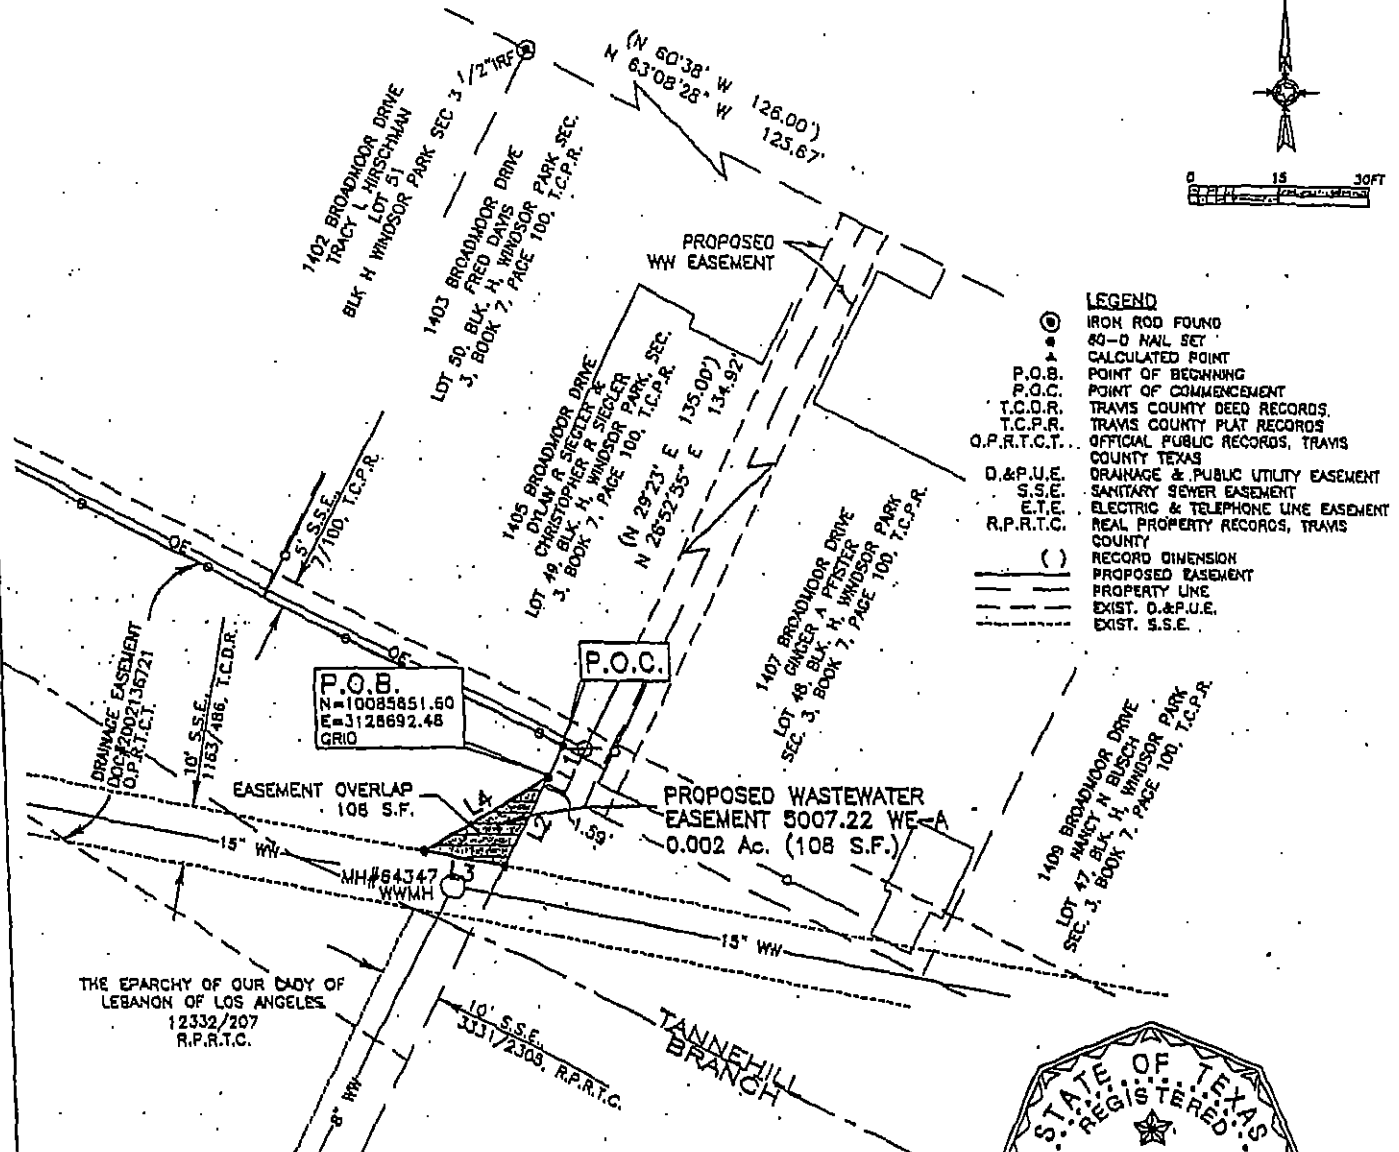 (N 60°38' W 126.00')
N 63°08'28" W 125.67'
1/2"IRF
1402 BROADMOOR DRIVE
TRACY L HIRSCHMAN
LOT 51
BLK H WINDSOR PARK SEC 3
1403 BROADMOOR DRIVE
FRED DAVIS
LOT 50, BLK. H, WINDSOR PARK SEC.
3, BOOK 7, PAGE 100, T.C.P.R.
0 15 30FT
PROPOSED
WW EASEMENT
1405 BROADMOOR DRIVE
DYLAN R SIEGLER &
CHRISTOPHER R SIEGLER
LOT 49, BLK. H, WINDSOR PARK, SEC.
3, BOOK 7, PAGE 100, T.C.P.R.
(N 29°23' E 135.00')
N 26°52'55" E 134.92'
LEGEND
IRON ROD FOUND
60-D NAIL SET
CALCULATED POINT
P.O.B. POINT OF BEGINNING
P.O.C. POINT OF COMMENCEMENT
T.C.D.R. TRAVIS COUNTY DEED RECORDS.
T.C.P.R. TRAVIS COUNTY PLAT RECORDS
O.P.R.T.C.T. OFFICIAL PUBLIC RECORDS, TRAVIS
COUNTY TEXAS
D.&P.U.E. DRAINAGE & PUBLIC UTILITY EASEMENT
S.S.E. SANITARY SEWER EASEMENT
E.T.E. ELECTRIC & TELEPHONE LINE EASEMENT
R.P.R.T.C. REAL PROPERTY RECORDS, TRAVIS
COUNTY
( ) RECORD DIMENSION
PROPOSED EASEMENT
PROPERTY LINE
EXIST. D.&P.U.E.
EXIST. S.S.E.
1407 BROADMOOR DRIVE
GINGER A PFISTER
LOT 48, BLK. H, WINDSOR PARK
SEC. 3, BOOK 7, PAGE 100, T.C.P.R.
1409 BROADMOOR DRIVE
NANCY N BUSCH
LOT 47, BLK. H, WINDSOR PARK
SEC. 3, BOOK 7, PAGE 100, T.C.P.R.
5' S.S.E.
7/100, T.C.P.R.
OE
OE
DRAINAGE EASEMENT
DOC#2002136721
O.P.R.T.C.T.
10' S.S.E.
1163/486, T.C.D.R.
P.O.C.
P.O.B.
N=10085851.60
E=3128692.48
GRID
EASEMENT OVERLAP
108 S.F.
L1
L4
L2
L3
1.59'
PROPOSED WASTEWATER
EASEMENT 5007.22 WE-A
0.002 Ac. (108 S.F.)
15" WW
MH#64347
WWMH
15" WW
THE EPARCHY OF OUR LADY OF
LEBANON OF LOS ANGELES
12332/207
R.P.R.T.C.
10' S.S.E.
3331/2308, R.P.R.T.C.
TANNEHILL
BRANCH
8" WW
STATE OF TEXAS
REGISTERED